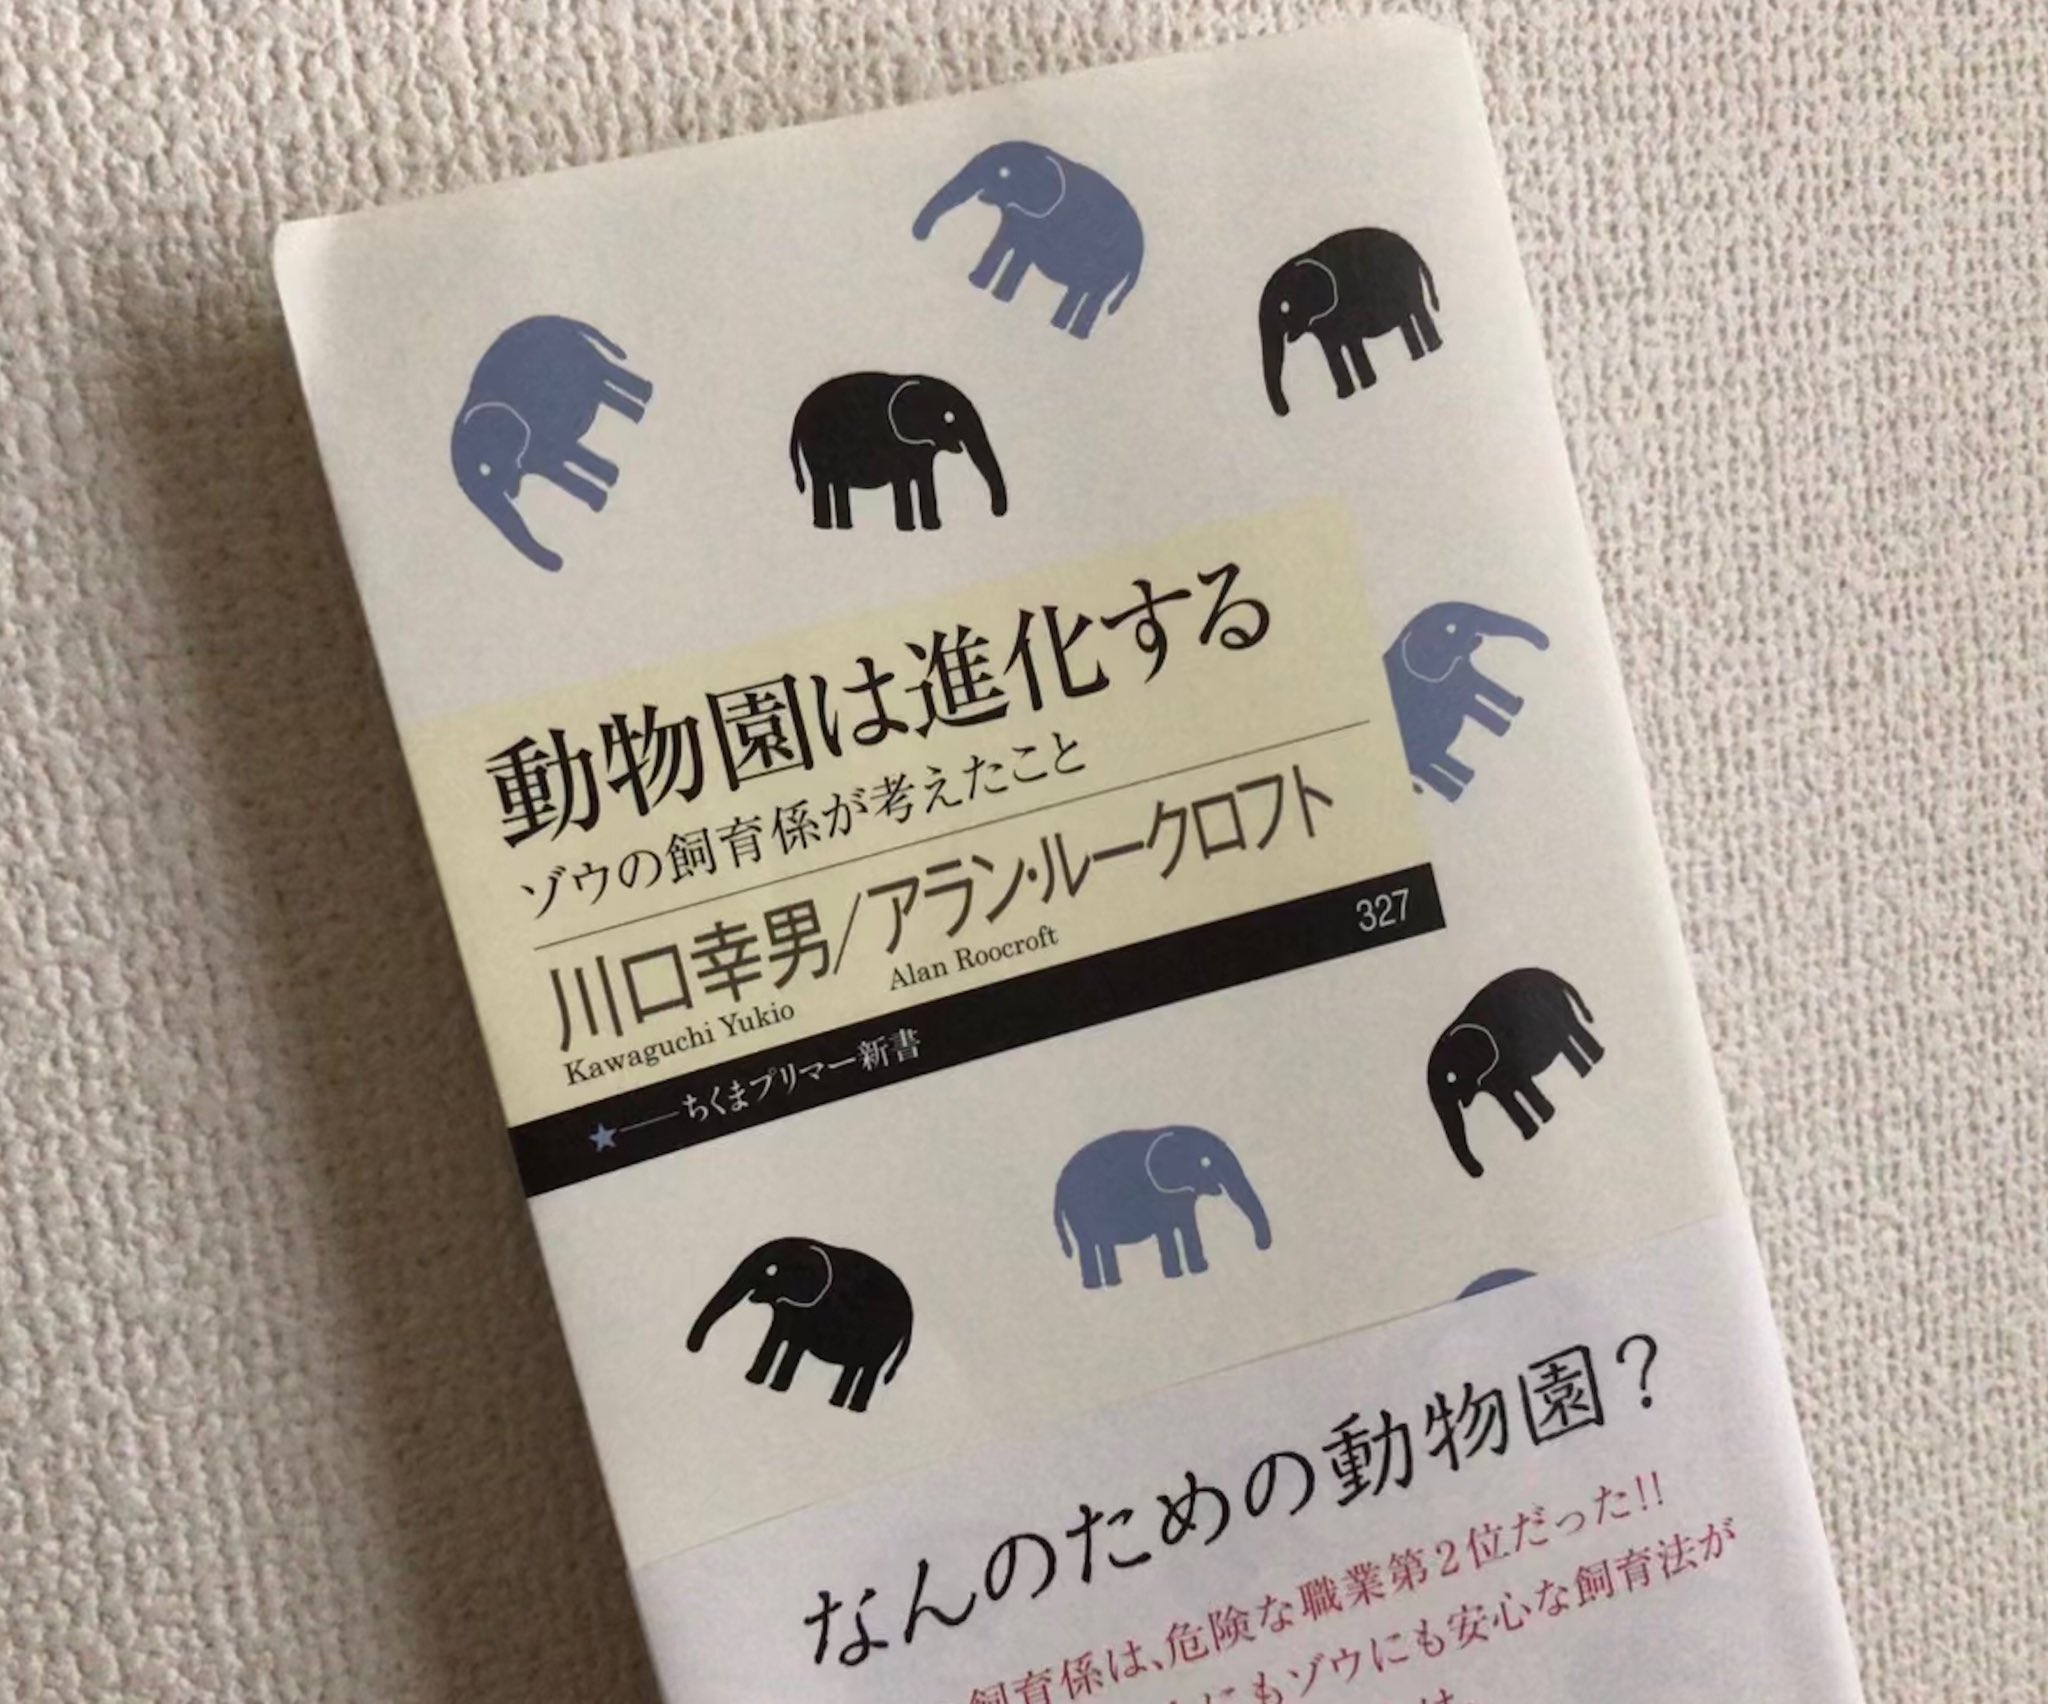 動物園は進化する
ゾウの飼育係が考えたこと
川口幸男/アラン・ルークロフト
Kawaguchi Yukio Alan Roocroft
★──ちくまプリマー新書 327
なんのための動物園?
飼育係は、危険な職業第2位だった!!
にもゾウにも安心な飼育法が